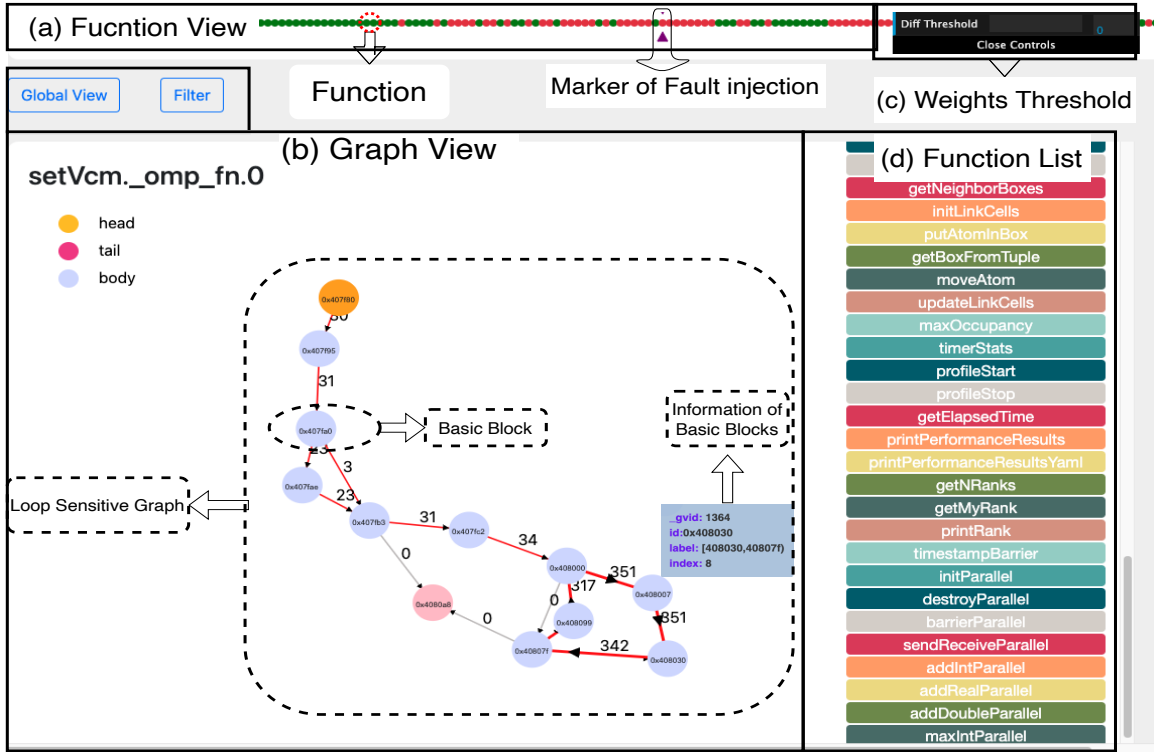 (a) Fucntion View
Diff Threshold
0
Close Controls
Global View
Filter
Function
Marker of Fault injection
(c) Weights Threshold
(b) Graph View
(d) Function List
setVcm._omp_fn.0
head
tail
body
0x407f80
30
0x407f95
31
0x407fa0
Basic Block
Information of
Basic Blocks
23
3
0x407fae
23
Loop Sensitive Graph
0x407fb3
31
0x407fc2
34
_gvid: 1364
id:0x408030
label: [408030,40807f)
index: 8
0
0x408000
351
317
0
0x408007
0x4080a8
0
0x408099
351
0x40807f
342
0x408030
getNeighborBoxes
initLinkCells
putAtomInBox
getBoxFromTuple
moveAtom
updateLinkCells
maxOccupancy
timerStats
profileStart
profileStop
getElapsedTime
printPerformanceResults
printPerformanceResultsYaml
getNRanks
getMyRank
printRank
timestampBarrier
initParallel
destroyParallel
barrierParallel
sendReceiveParallel
addIntParallel
addRealParallel
addDoubleParallel
maxIntParallel